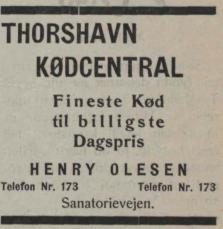 THORSHAVN
KØDCENTRAL
Fineste Kød
til billigste
Dagspris
HENRY OLESEN
Telefon Nr. 173 Telefon Nr. 173
Sanatorievejen.